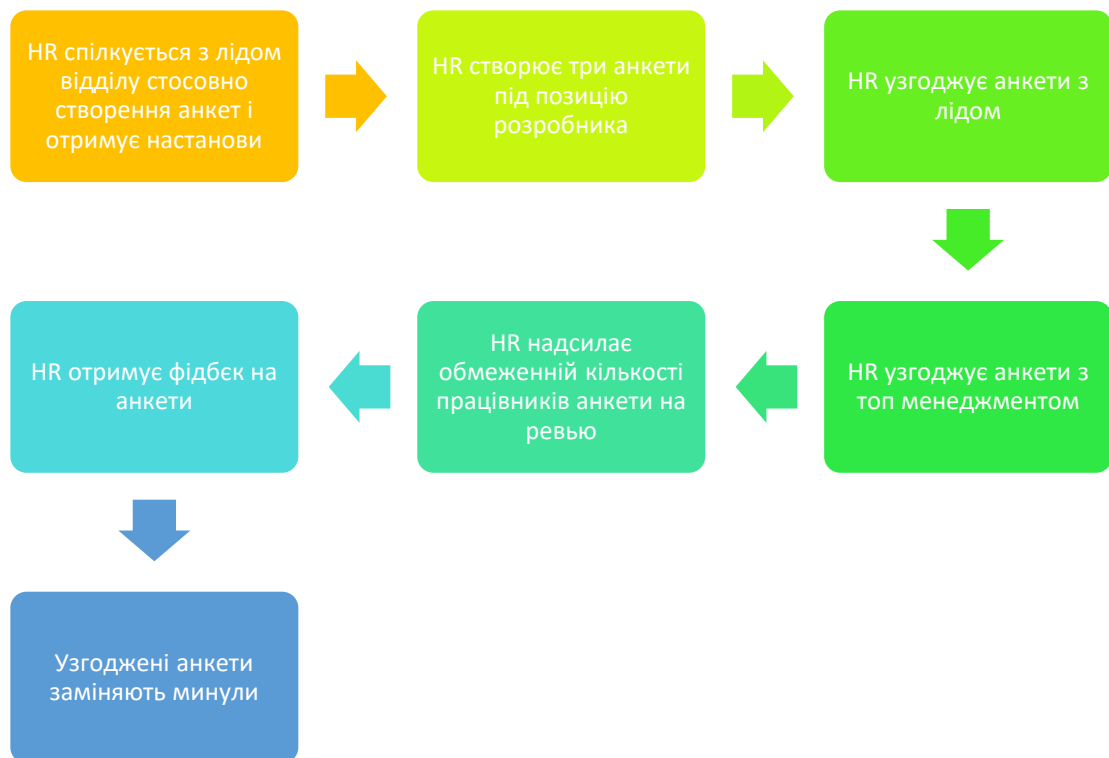 HR спілкується з лідом
відділу стосовно
створення анкет і
отримує настанови
HR створює три анкети
під позицію
розробника
HR узгоджує анкети з
лідом
HR узгоджує анкети з
топ менеджментом
HR надсилає
обмеженній кількості
працівників анкети на
ревью
HR отримує фідбєк на
анкети
Узгоджені анкети
заміняють минули